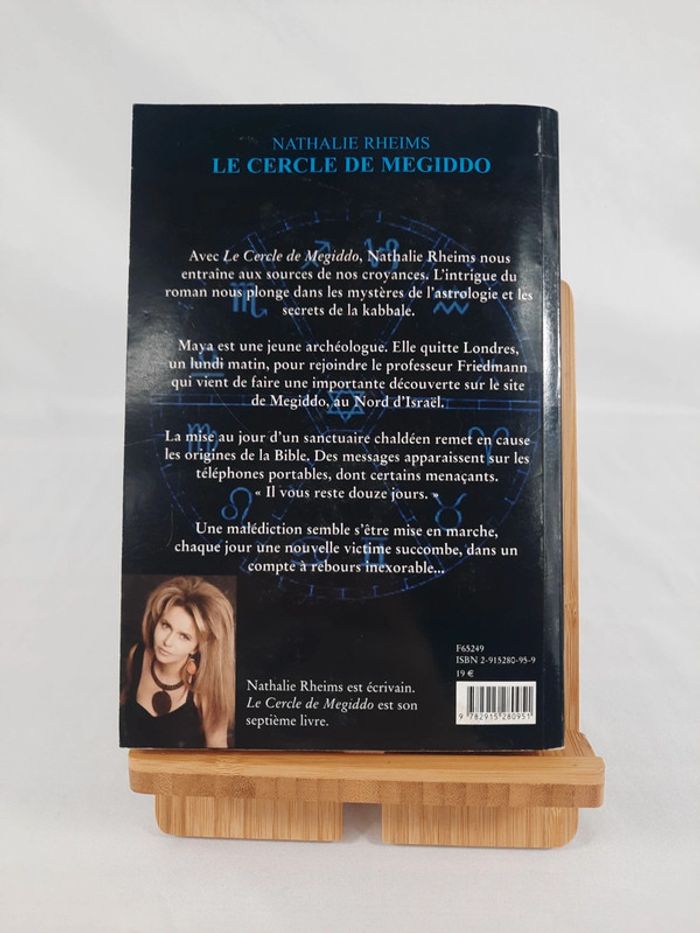 NATHALIE RHEIMS
LE CERCLE DE MEGIDDO
Avec Le Cercle de Megiddo, Nathalie Rheims nous
entraîne aux sources de nos croyances. L'intrigue du
roman nous plonge dans les mystères de l'astrologie et les
secrets de la kabbale.
Maya est une jeune archéologue. Elle quitte Londres,
un lundi matin, pour rejoindre le professeur Friedmann
qui vient de faire une importante découverte sur le site
de Megiddo, au Nord d'Israël.
La mise au jour d'un sanctuaire chaldéen remet en cause
les origines de la Bible. Des messages apparaissent sur les
téléphones portables, dont certains menaçants.
« Il vous reste douze jours. »
Une malédiction semble s'être mise en marche,
chaque jour une nouvelle victime succombe, dans un
compte à rebours inexorable...
Nathalie Rheims est écrivain.
Le Cercle de Megiddo est son
septième livre.
F65249
ISBN 2-915280-95-9
19 €
9 782915 280951